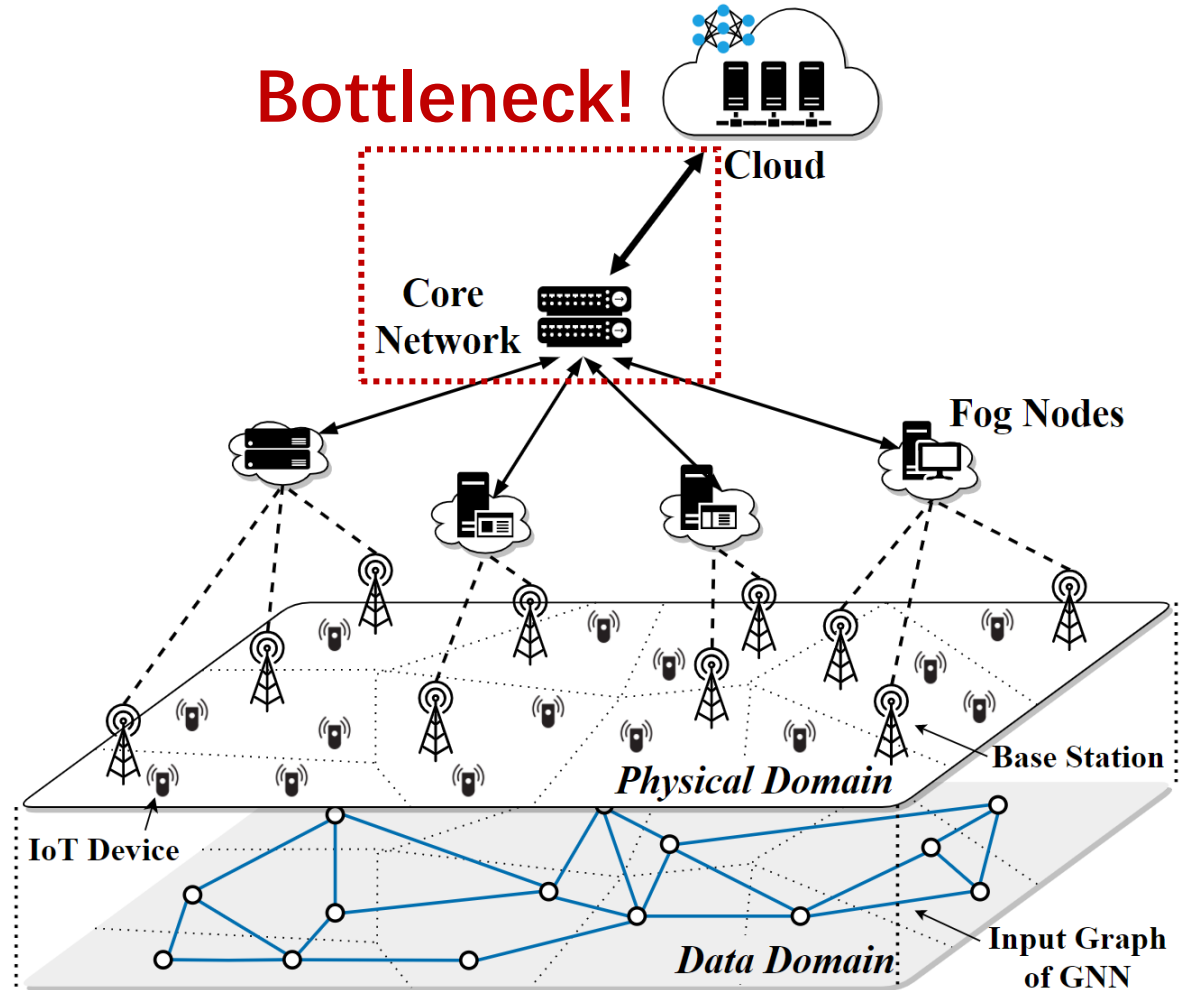 Bottleneck!
Cloud
Core
Network
Fog Nodes
Base Station
Physical Domain
IoT Device
Input Graph
of GNN
Data Domain